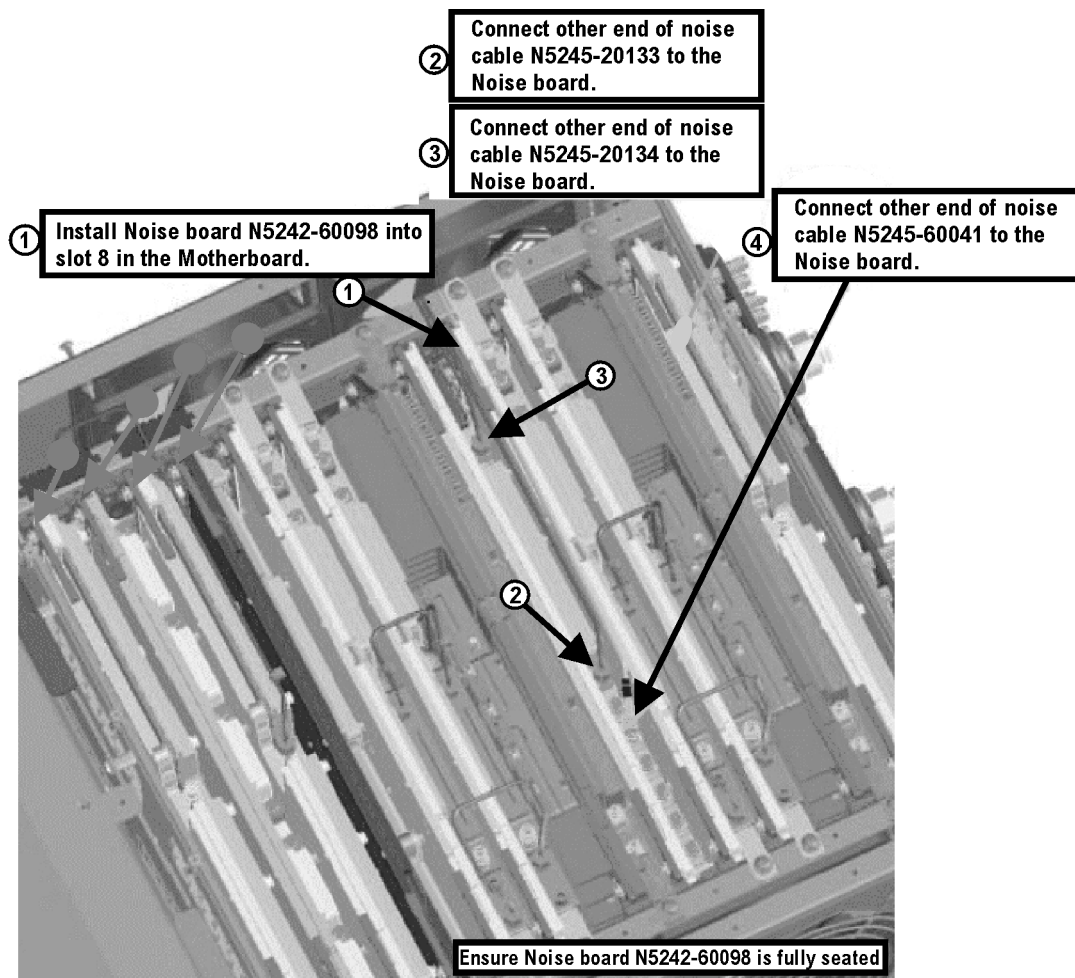 ② Connect other end of noise
cable N5245-20133 to the
Noise board.
③ Connect other end of noise
cable N5245-20134 to the
Noise board.
① Install Noise board N5242-60098 into
slot 8 in the Motherboard.
④ Connect other end of noise
cable N5245-60041 to the
Noise board.
①
③
②
Ensure Noise board N5242-60098 is fully seated